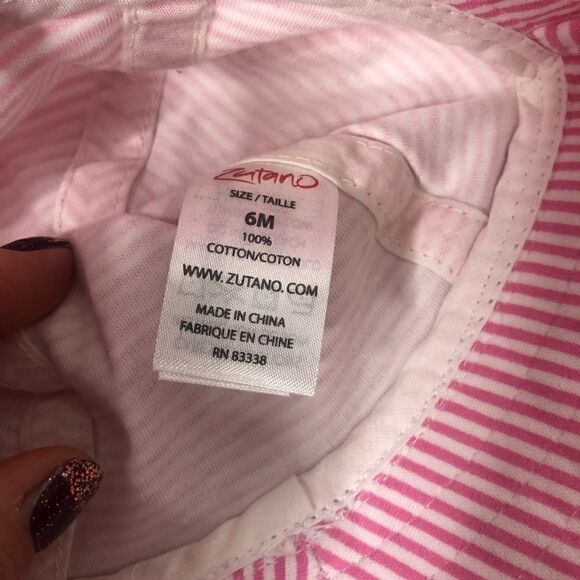 Zutano
SIZE / TAILLE
6M
100%
COTTON/COTON
WWW. ZUTANO. COM
MADE IN CHINA
FABRIQUE EN CHINE
RN 83338